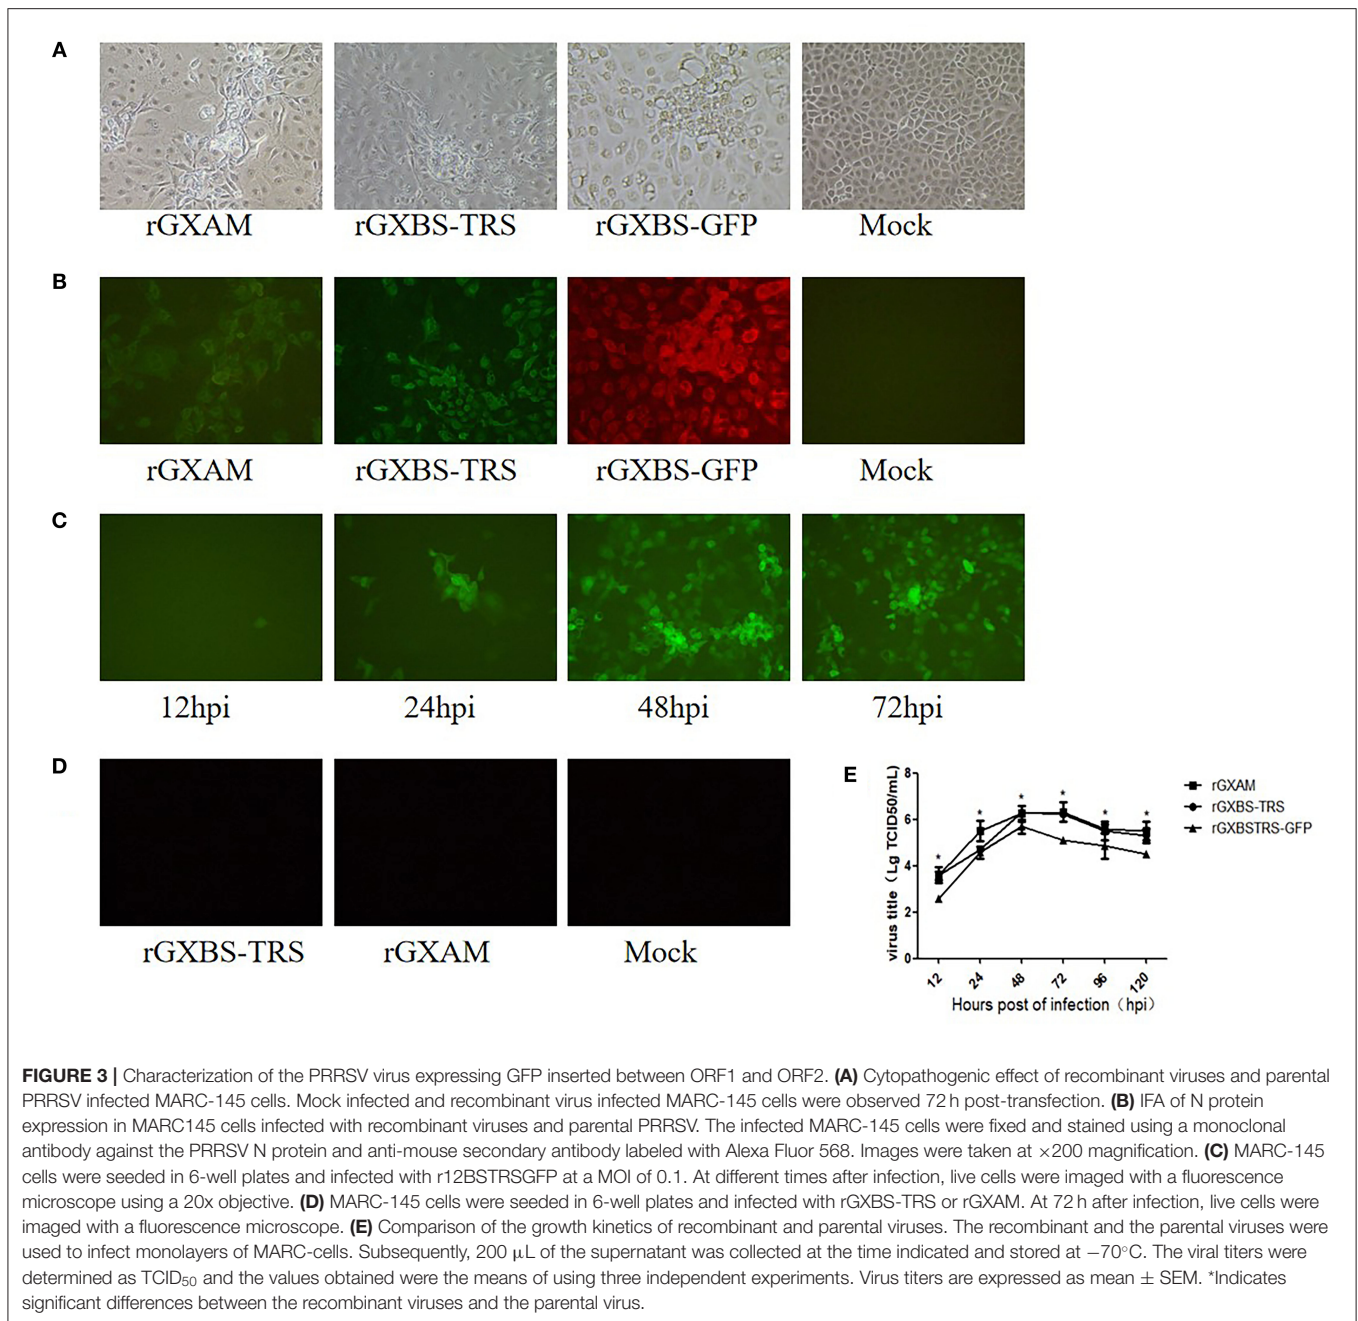 A
rGXAM rGXBS-TRS rGXBS-GFP Mock
B
rGXAM rGXBS-TRS rGXBS-GFP Mock
C
12hpi 24hpi 48hpi 72hpi
D
rGXBS-TRS rGXAM Mock
E
virus title（Lg TCID50/mL）
8
6
4
2
0
* * * * * *
12 24 48 72 96 120
Hours post of infection（hpi）
rGXAM
rGXBS-TRS
rGXBSTRS-GFP
FIGURE 3 | Characterization of the PRRSV virus expressing GFP inserted between ORF1 and ORF2. (A) Cytopathogenic effect of recombinant viruses and parental
PRRSV infected MARC-145 cells. Mock infected and recombinant virus infected MARC-145 cells were observed 72 h post-transfection. (B) IFA of N protein
expression in MARC145 cells infected with recombinant viruses and parental PRRSV. The infected MARC-145 cells were fixed and stained using a monoclonal
antibody against the PRRSV N protein and anti-mouse secondary antibody labeled with Alexa Fluor 568. Images were taken at ×200 magnification. (C) MARC-145
cells were seeded in 6-well plates and infected with r12BSTRSGFP at a MOI of 0.1. At different times after infection, live cells were imaged with a fluorescence
microscope using a 20x objective. (D) MARC-145 cells were seeded in 6-well plates and infected with rGXBS-TRS or rGXAM. At 72 h after infection, live cells were
imaged with a fluorescence microscope. (E) Comparison of the growth kinetics of recombinant and parental viruses. The recombinant and the parental viruses were
used to infect monolayers of MARC-cells. Subsequently, 200 μL of the supernatant was collected at the time indicated and stored at −70°C. The viral titers were
determined as TCID50 and the values obtained were the means of using three independent experiments. Virus titers are expressed as mean ± SEM. *Indicates
significant differences between the recombinant viruses and the parental virus.